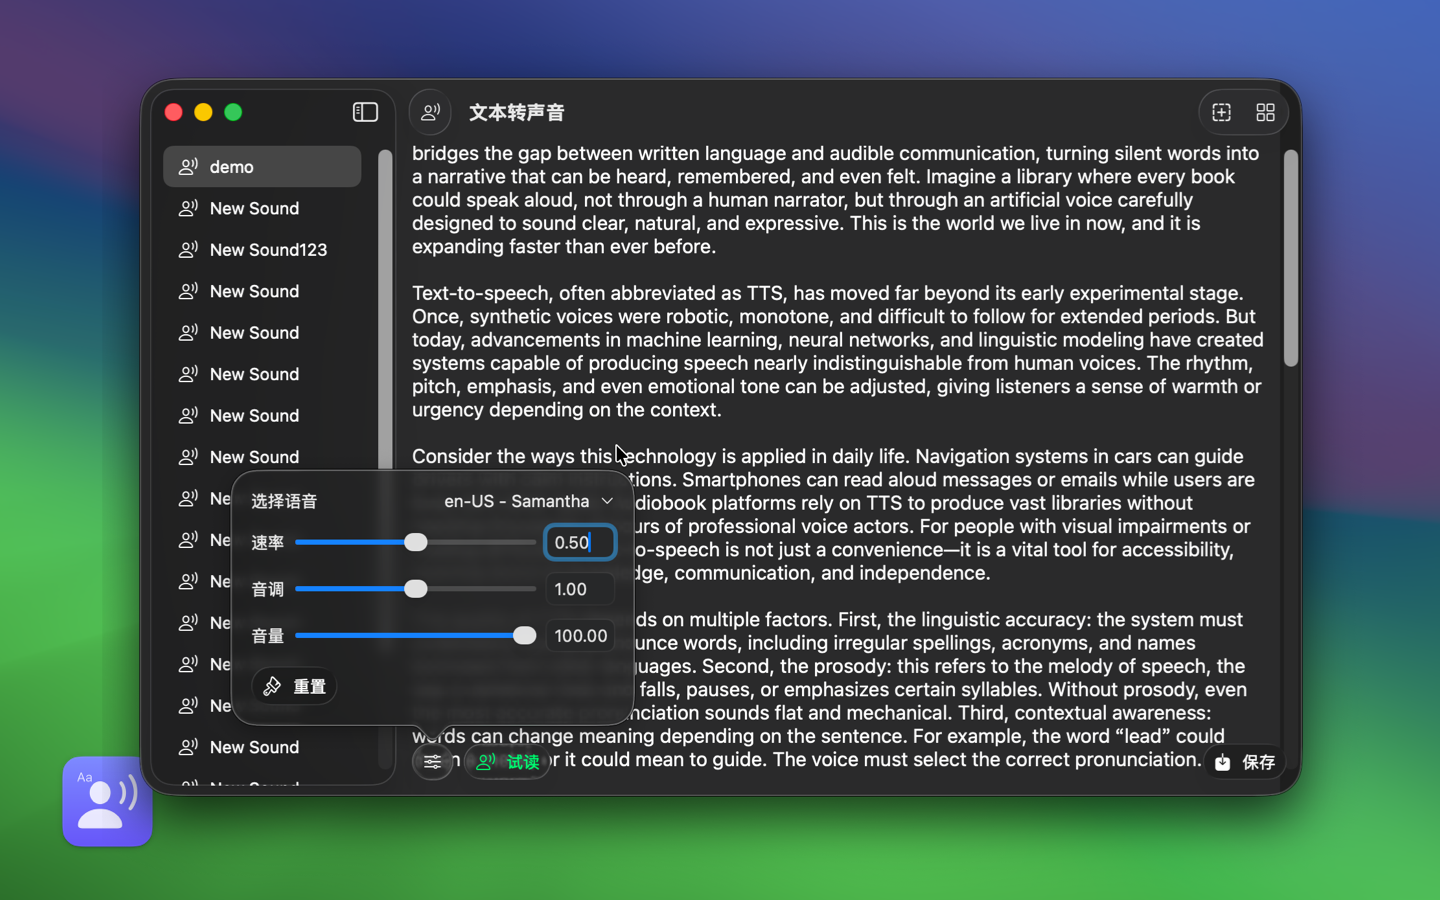 文本转声音
demo
New Sound
New Sound123
New Sound
New Sound
New Sound
New Sound
New Sound
Ne
Ne
Ne
Ne
Ne
Ne
New Sound
New Sound
bridges the gap between written language and audible communication, turning silent words into
a narrative that can be heard, remembered, and even felt. Imagine a library where every book
could speak aloud, not through a human narrator, but through an artificial voice carefully
designed to sound clear, natural, and expressive. This is the world we live in now, and it is
expanding faster than ever before.
Text-to-speech, often abbreviated as TTS, has moved far beyond its early experimental stage.
Once, synthetic voices were robotic, monotone, and difficult to follow for extended periods. But
today, advancements in machine learning, neural networks, and linguistic modeling have created
systems capable of producing speech nearly indistinguishable from human voices. The rhythm,
pitch, emphasis, and even emotional tone can be adjusted, giving listeners a sense of warmth or
urgency depending on the context.
Consider the ways this technology is applied in daily life. Navigation systems in cars can guide
tions. Smartphones can read aloud messages or emails while users are
diobook platforms rely on TTS to produce vast libraries without
urs of professional voice actors. For people with visual impairments or
o-speech is not just a convenience—it is a vital tool for accessibility,
dge, communication, and independence.
ds on multiple factors. First, the linguistic accuracy: the system must
unce words, including irregular spellings, acronyms, and names
guages. Second, the prosody: this refers to the melody of speech, the
falls, pauses, or emphasizes certain syllables. Without prosody, even
nciation sounds flat and mechanical. Third, contextual awareness:
words can change meaning depending on the sentence. For example, the word “lead” could
or it could mean to guide. The voice must select the correct pronunciation.
选择语音 en-US - Samantha
速率 0.50
音调 1.00
音量 100.00
重置
试读
保存
Aa